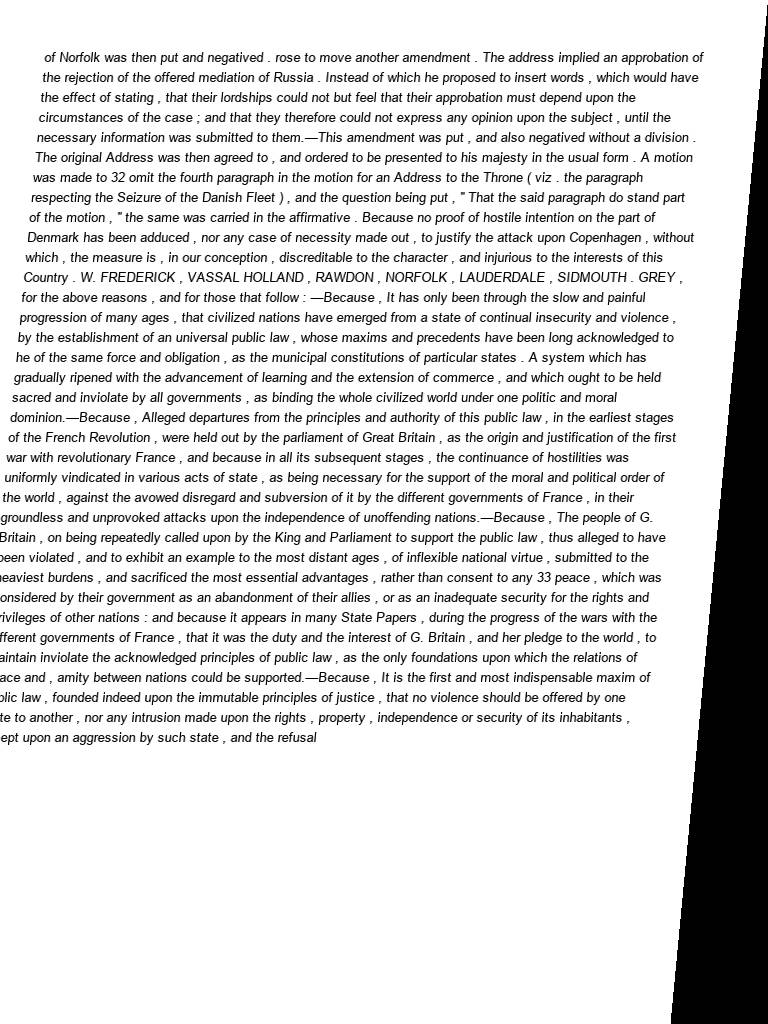 of Norfolk was then put and negatived . rose to move another amendment . The address implied an approbation of
the rejection of the offered mediation of Russia . Instead of which he proposed to insert words , which would have
the effect of stating , that their lordships could not but feel that their approbation must depend upon the
circumstances of the case ; and that they therefore could not express any opinion upon the subject , until the
necessary information was submitted to them.—This amendment was put , and also negatived without a division .
The original Address was then agreed to , and ordered to be presented to his majesty in the usual form . A motion
was made to 32 omit the fourth paragraph in the motion for an Address to the Throne ( viz . the paragraph
respecting the Seizure of the Danish Fleet ) , and the question being put , " That the said paragraph do stand part
of the motion , " the same was carried in the affirmative . Because no proof of hostile intention on the part of
Denmark has been adduced , nor any case of necessity made out , to justify the attack upon Copenhagen , without
which , the measure is , in our conception , discreditable to the character , and injurious to the interests of this
Country . W. FREDERICK , VASSAL HOLLAND , RAWDON , NORFOLK , LAUDERDALE , SIDMOUTH . GREY ,
for the above reasons , and for those that follow : —Because , It has only been through the slow and painful
progression of many ages , that civilized nations have emerged from a state of continual insecurity and violence ,
by the establishment of an universal public law , whose maxims and precedents have been long acknowledged to
he of the same force and obligation , as the municipal constitutions of particular states . A system which has
gradually ripened with the advancement of learning and the extension of commerce , and which ought to be held
sacred and inviolate by all governments , as binding the whole civilized world under one politic and moral
dominion.—Because , Alleged departures from the principles and authority of this public law , in the earliest stages
of the French Revolution , were held out by the parliament of Great Britain , as the origin and justification of the first
war with revolutionary France , and because in all its subsequent stages , the continuance of hostilities was
uniformly vindicated in various acts of state , as being necessary for the support of the moral and political order of
the world , against the avowed disregard and subversion of it by the different governments of France , in their
groundless and unprovoked attacks upon the independence of unoffending nations.—Because , The people of G.
Britain , on being repeatedly called upon by the King and Parliament to support the public law , thus alleged to have
been violated , and to exhibit an example to the most distant ages , of inflexible national virtue , submitted to the
eaviest burdens , and sacrificed the most essential advantages , rather than consent to any 33 peace , which was
onsidered by their government as an abandonment of their allies , or as an inadequate security for the rights and
rivileges of other nations : and because it appears in many State Papers , during the progress of the wars with the
fferent governments of France , that it was the duty and the interest of G. Britain , and her pledge to the world , to
aintain inviolate the acknowledged principles of public law , as the only foundations upon which the relations of
ace and , amity between nations could be supported.—Because , It is the first and most indispensable maxim of
blic law , founded indeed upon the immutable principles of justice , that no violence should be offered by one
te to another , nor any intrusion made upon the rights , property , independence or security of its inhabitants ,
ept upon an aggression by such state , and the refusal